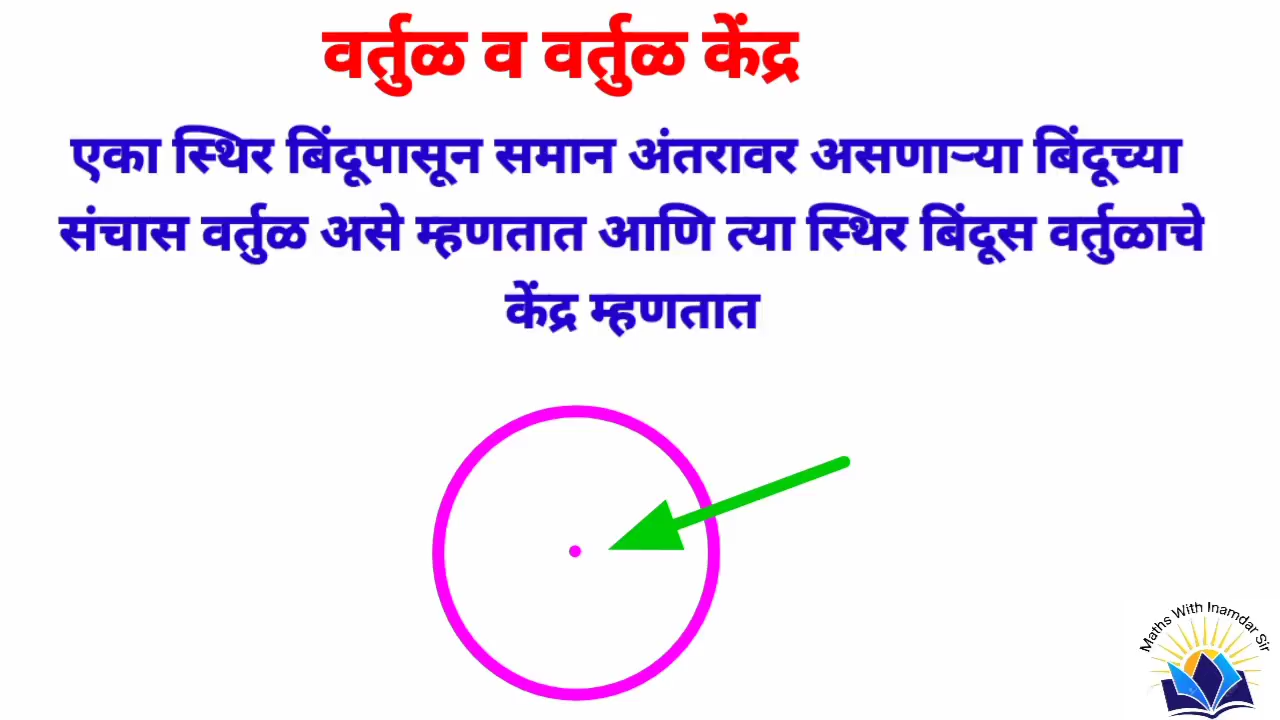 वर्तुळ व वर्तुळ केंद्र
एका स्थिर बिंदूपासून समान अंतरावर असणाऱ्या बिंदूच्या
संचास वर्तुळ असे म्हणतात आणि त्या स्थिर बिंदूस वर्तुळाचे
केंद्र म्हणतात
Maths With Inamdar Sir